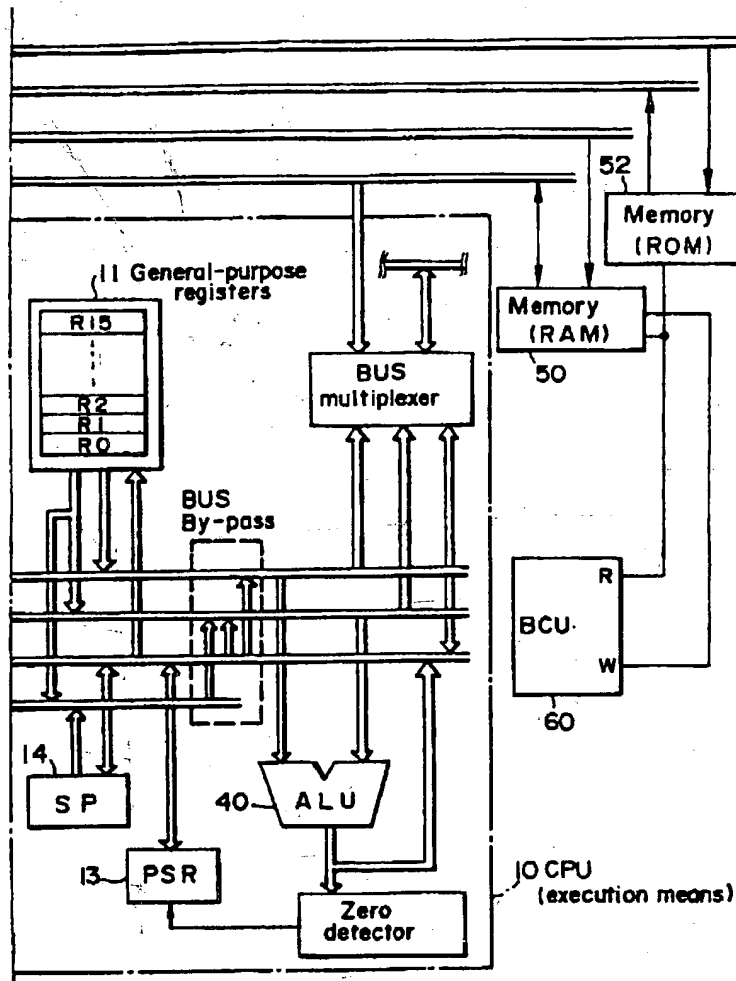 52
Memory
(ROM)
11 General-purpose
registers
R15
R2
R1
R0
Memory
(RAM)
50
BUS
multiplexer
BUS
By-pass
R
BCU.
W
60
14
SP
40
ALU
13
PSR
10 CPU
(execution means)
Zero
detector